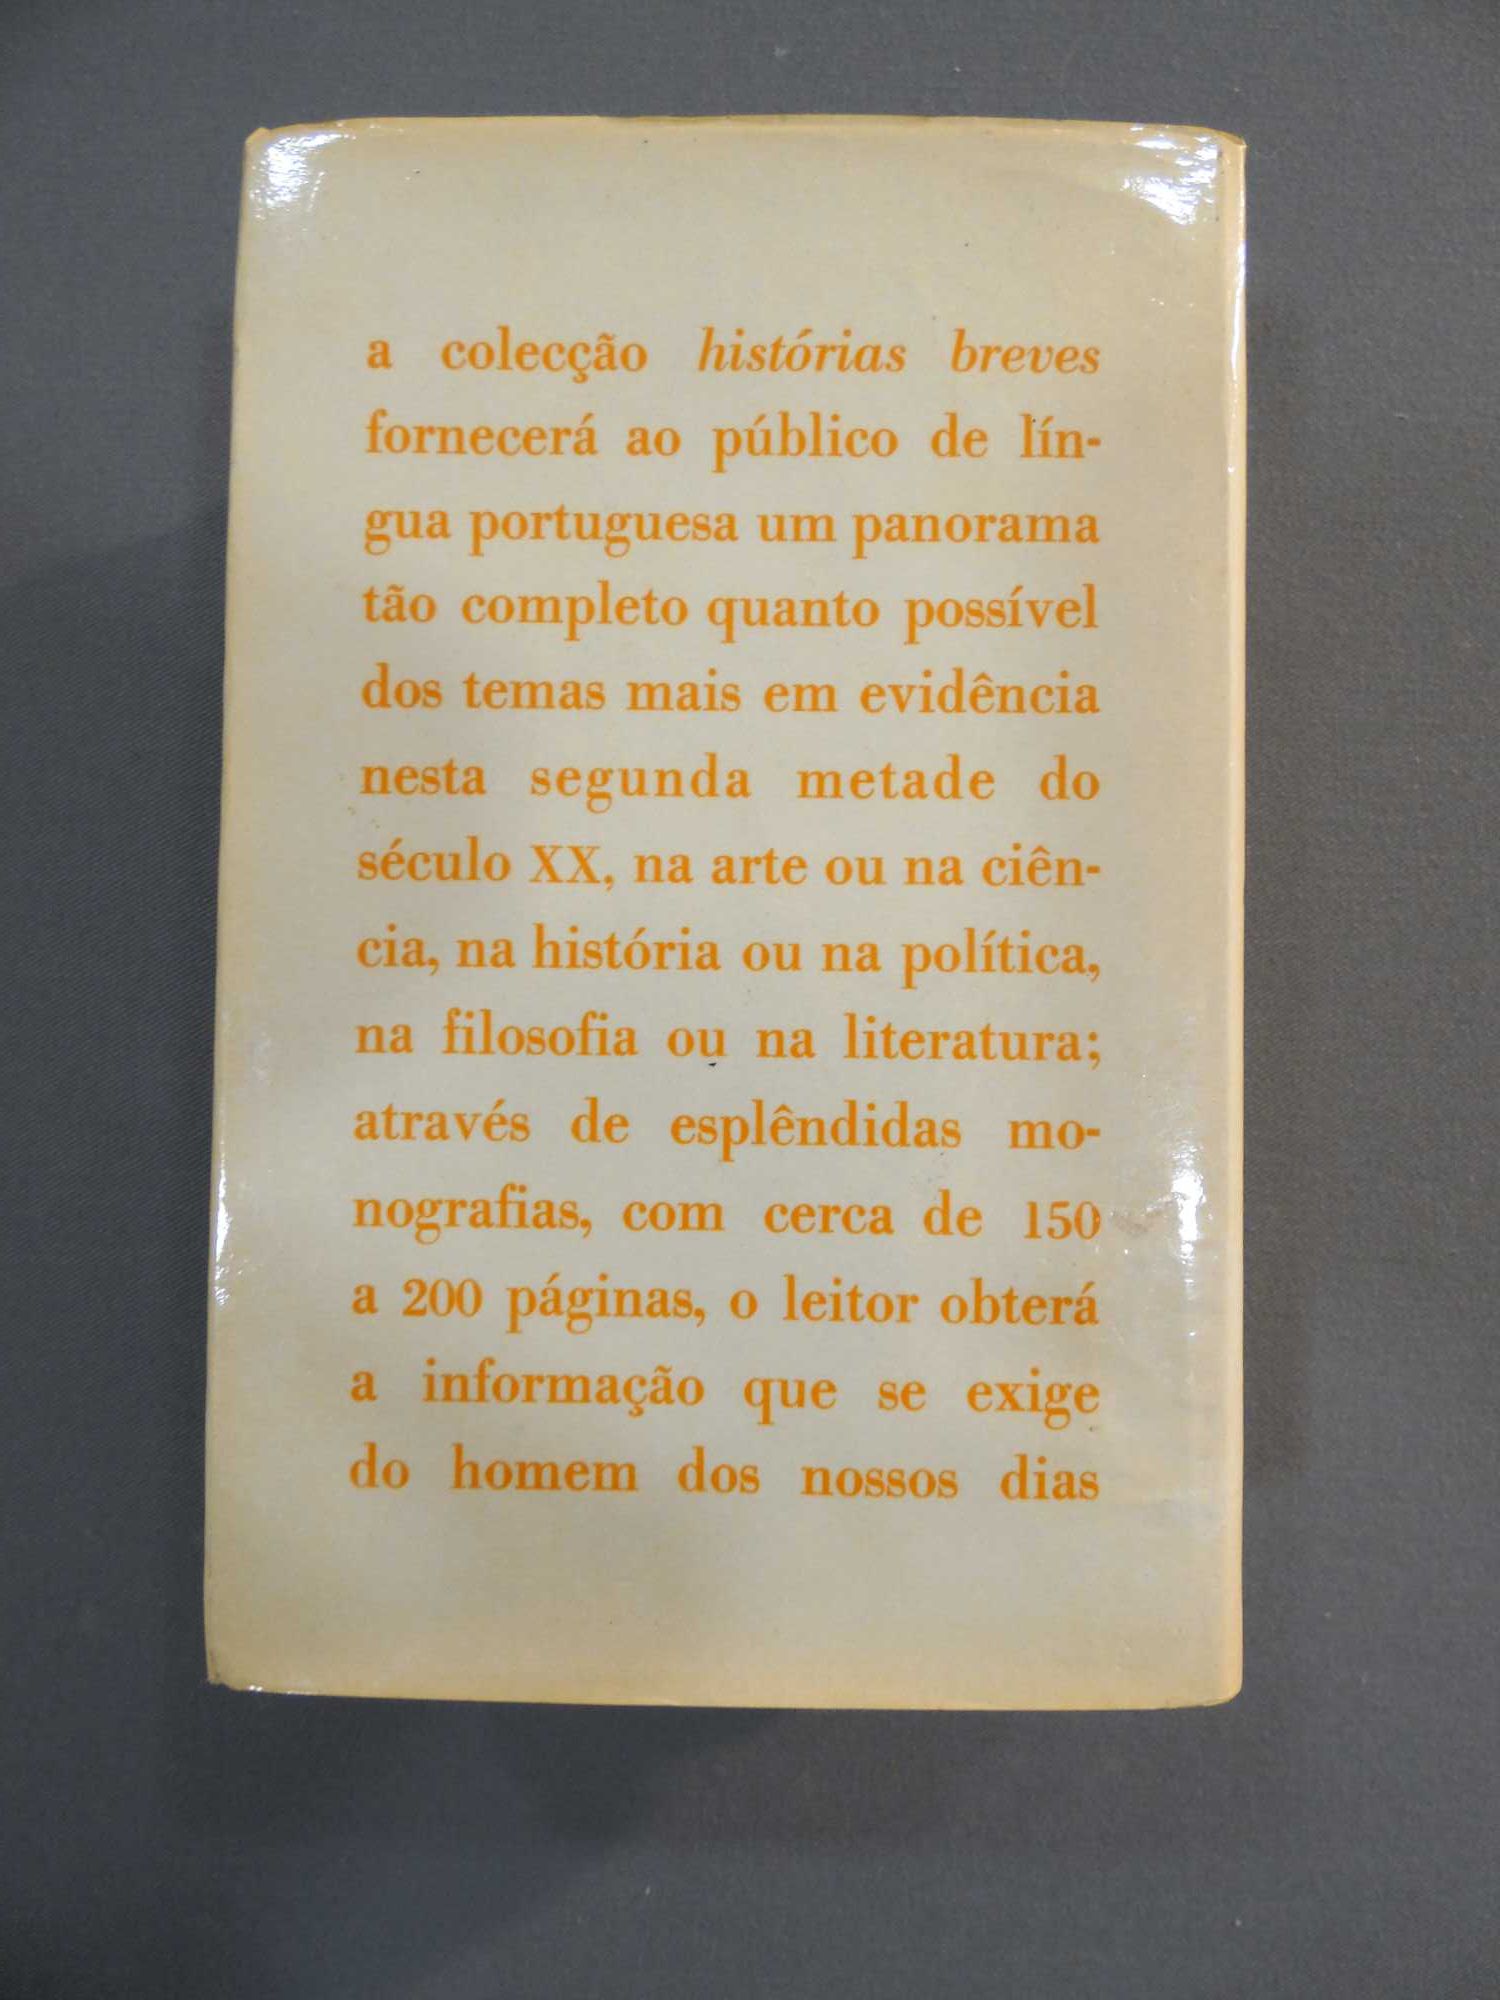 a colecção histórias breves
fornecerá ao público de lín-
gua portuguesa um panorama
tão completo quanto possível
dos temas mais em evidência
nesta segunda metade do
século XX, na arte ou na ciên-
cia, na história ou na política,
na filosofia ou na literatura;
através de esplêndidas mo-
nografias, com cerca de 150
a 200 páginas, o leitor obterá
a informação que se exige
do homem dos nossos dias